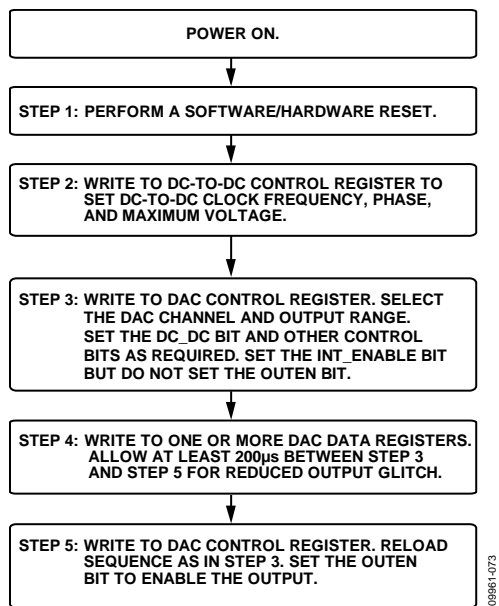 POWER ON.
STEP 1: PERFORM A SOFTWARE/HARDWARE RESET.
STEP 2: WRITE TO DC-TO-DC CONTROL REGISTER TO
SET DC-TO-DC CLOCK FREQUENCY, PHASE,
AND MAXIMUM VOLTAGE.
STEP 3: WRITE TO DAC CONTROL REGISTER. SELECT
THE DAC CHANNEL AND OUTPUT RANGE.
SET THE DC_DC BIT AND OTHER CONTROL
BITS AS REQUIRED. SET THE INT_ENABLE BIT
BUT DO NOT SET THE OUTEN BIT.
STEP 4: WRITE TO ONE OR MORE DAC DATA REGISTERS.
ALLOW AT LEAST 200µs BETWEEN STEP 3
AND STEP 5 FOR REDUCED OUTPUT GLITCH.
STEP 5: WRITE TO DAC CONTROL REGISTER. RELOAD
SEQUENCE AS IN STEP 3. SET THE OUTEN
BIT TO ENABLE THE OUTPUT.
09961-073